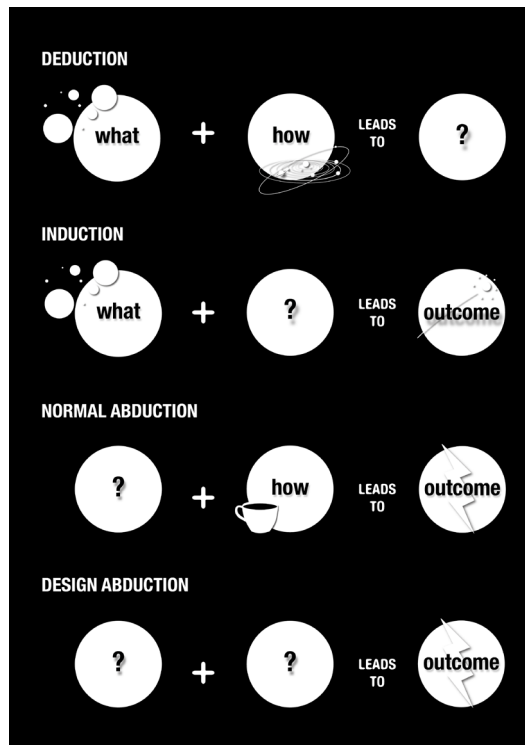 DEDUCTION
what + how LEADS TO ?
INDUCTION
what + ? LEADS TO outcome
NORMAL ABDUCTION
? + how LEADS TO outcome
DESIGN ABDUCTION
? + ? LEADS TO outcome